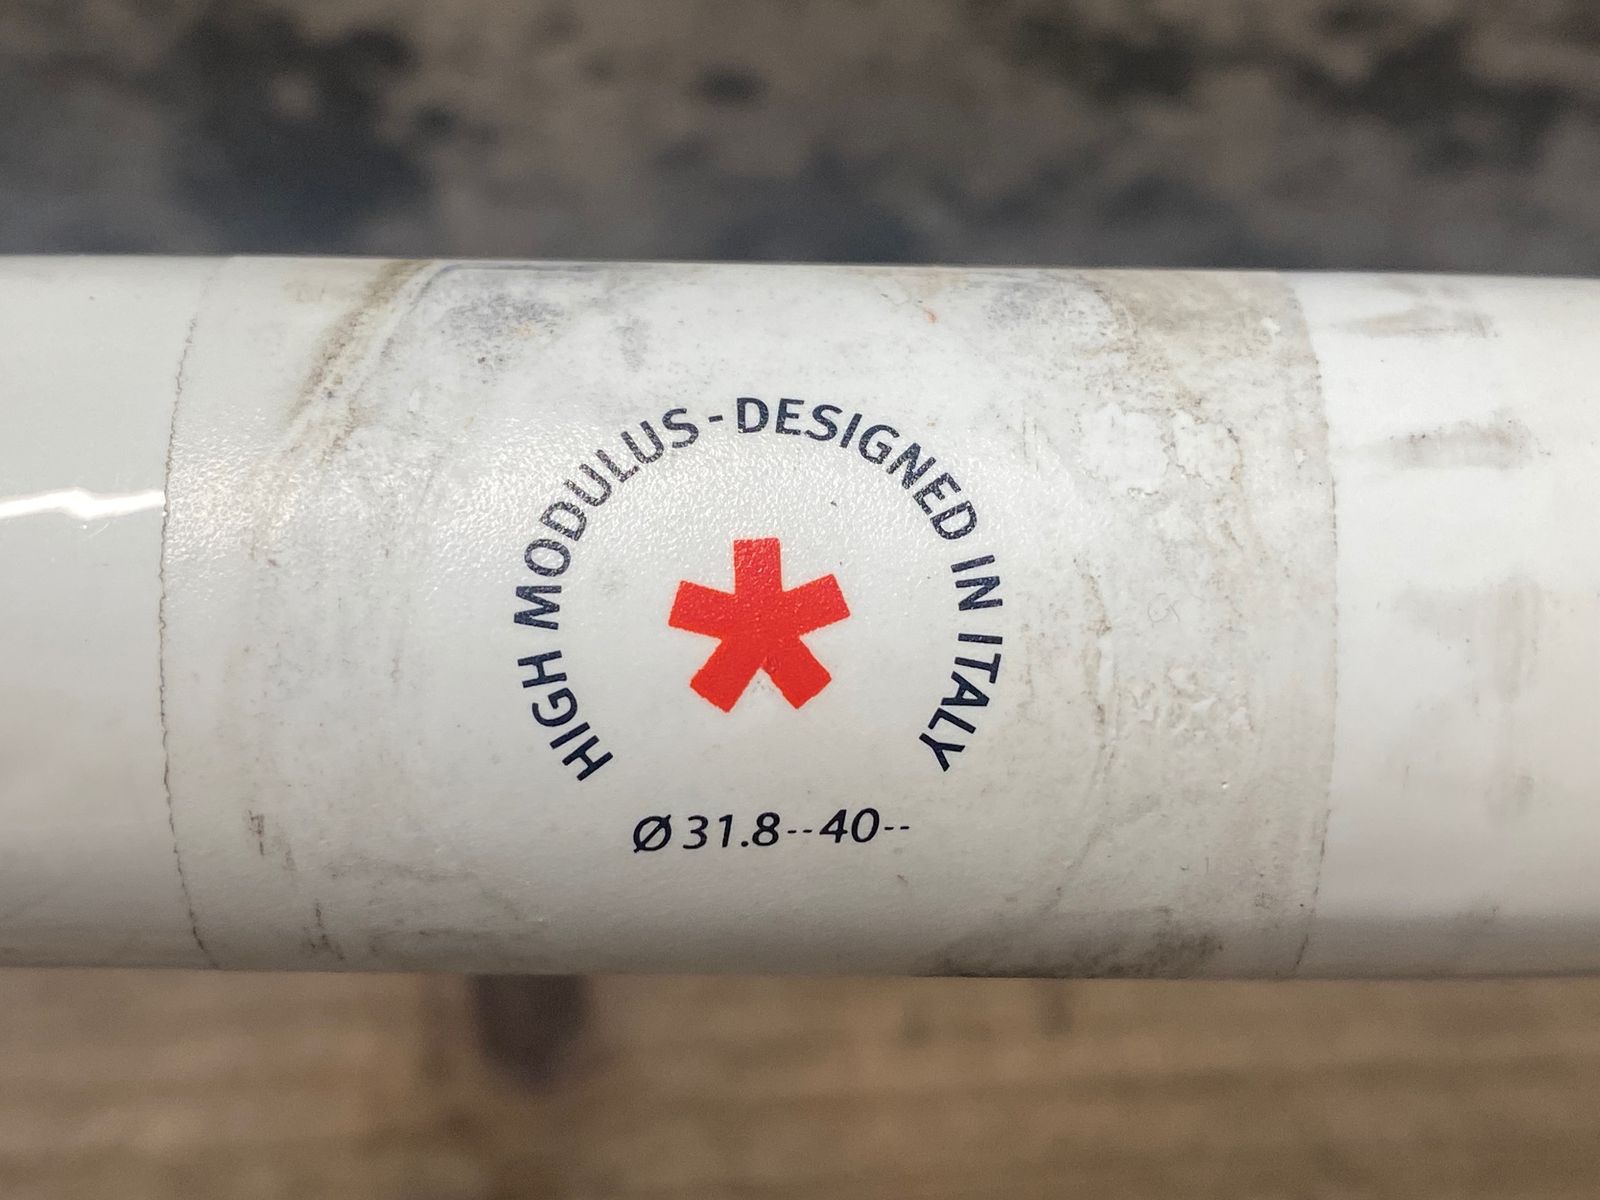 HIGH MODULUS-DESIGNED IN ITALY
Ø31.8--40--